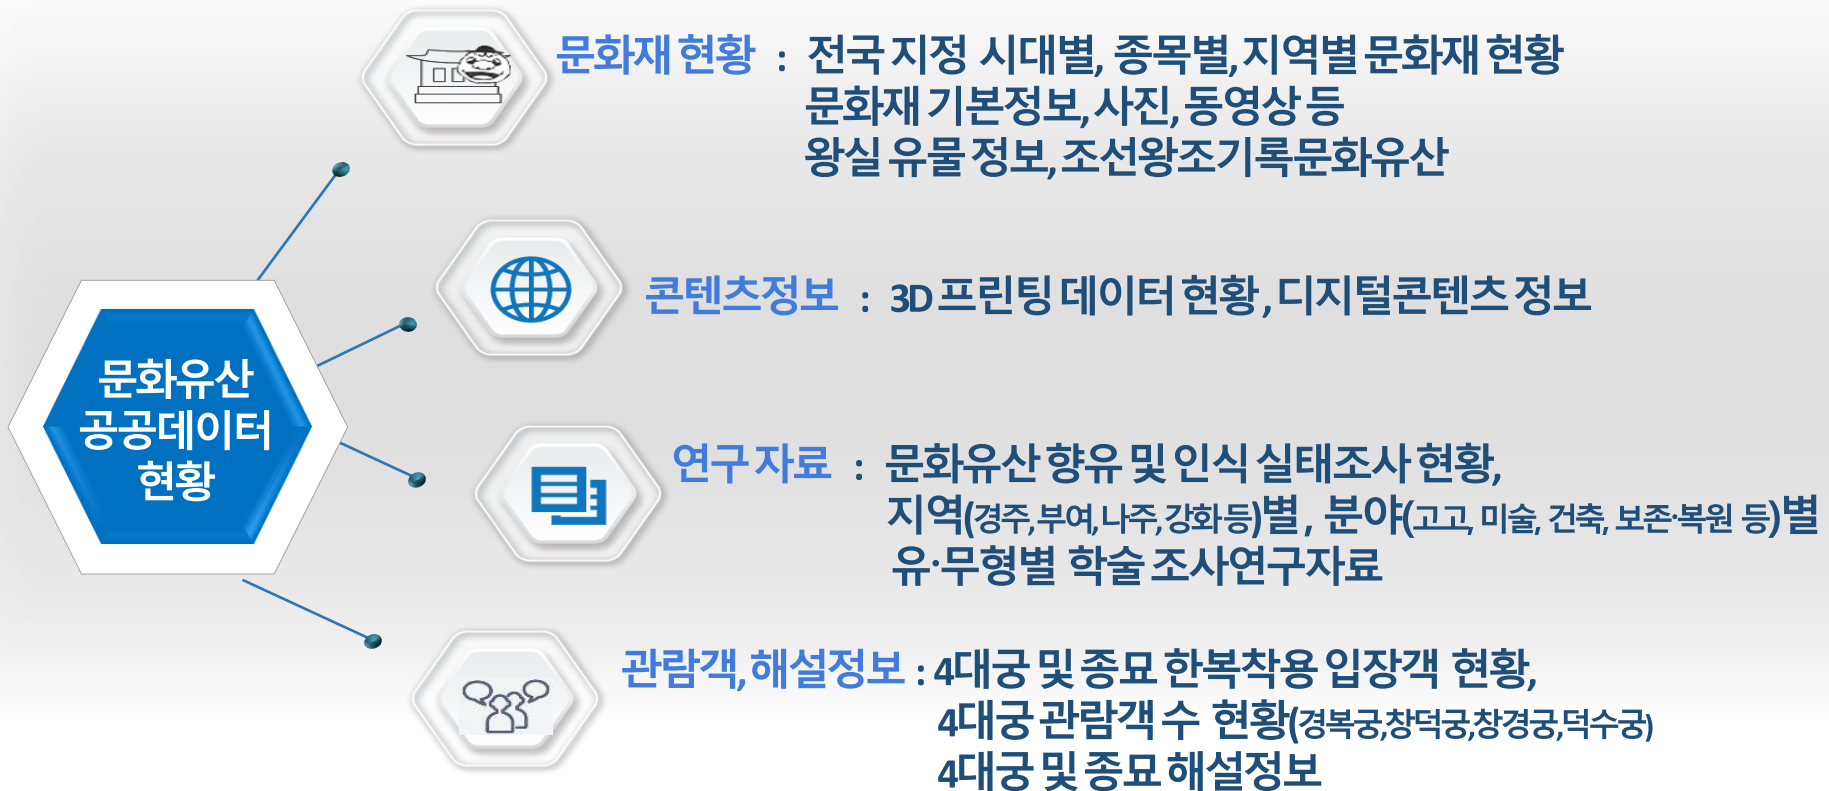 문화재 현황 : 전국 지정 시대별, 종목별, 지역별 문화재 현황
문화재 기본정보, 사진, 동영상 등
왕실 유물 정보, 조선왕조기록문화유산
콘텐츠정보 : 3D 프린팅 데이터 현황, 디지털콘텐츠 정보
문화유산
공공데이터
현황
연구 자료 : 문화유산 향유 및 인식 실태조사 현황,
지역(경주, 부여, 나주, 강화 등)별, 분야(고고, 미술, 건축, 보존·복원 등)별
유·무형별 학술 조사연구자료
관람객, 해설정보 : 4대궁 및 종묘 한복착용 입장객 현황,
4대궁 관람객 수 현황(경복궁,창덕궁,창경궁,덕수궁)
4대궁 및 종묘 해설정보